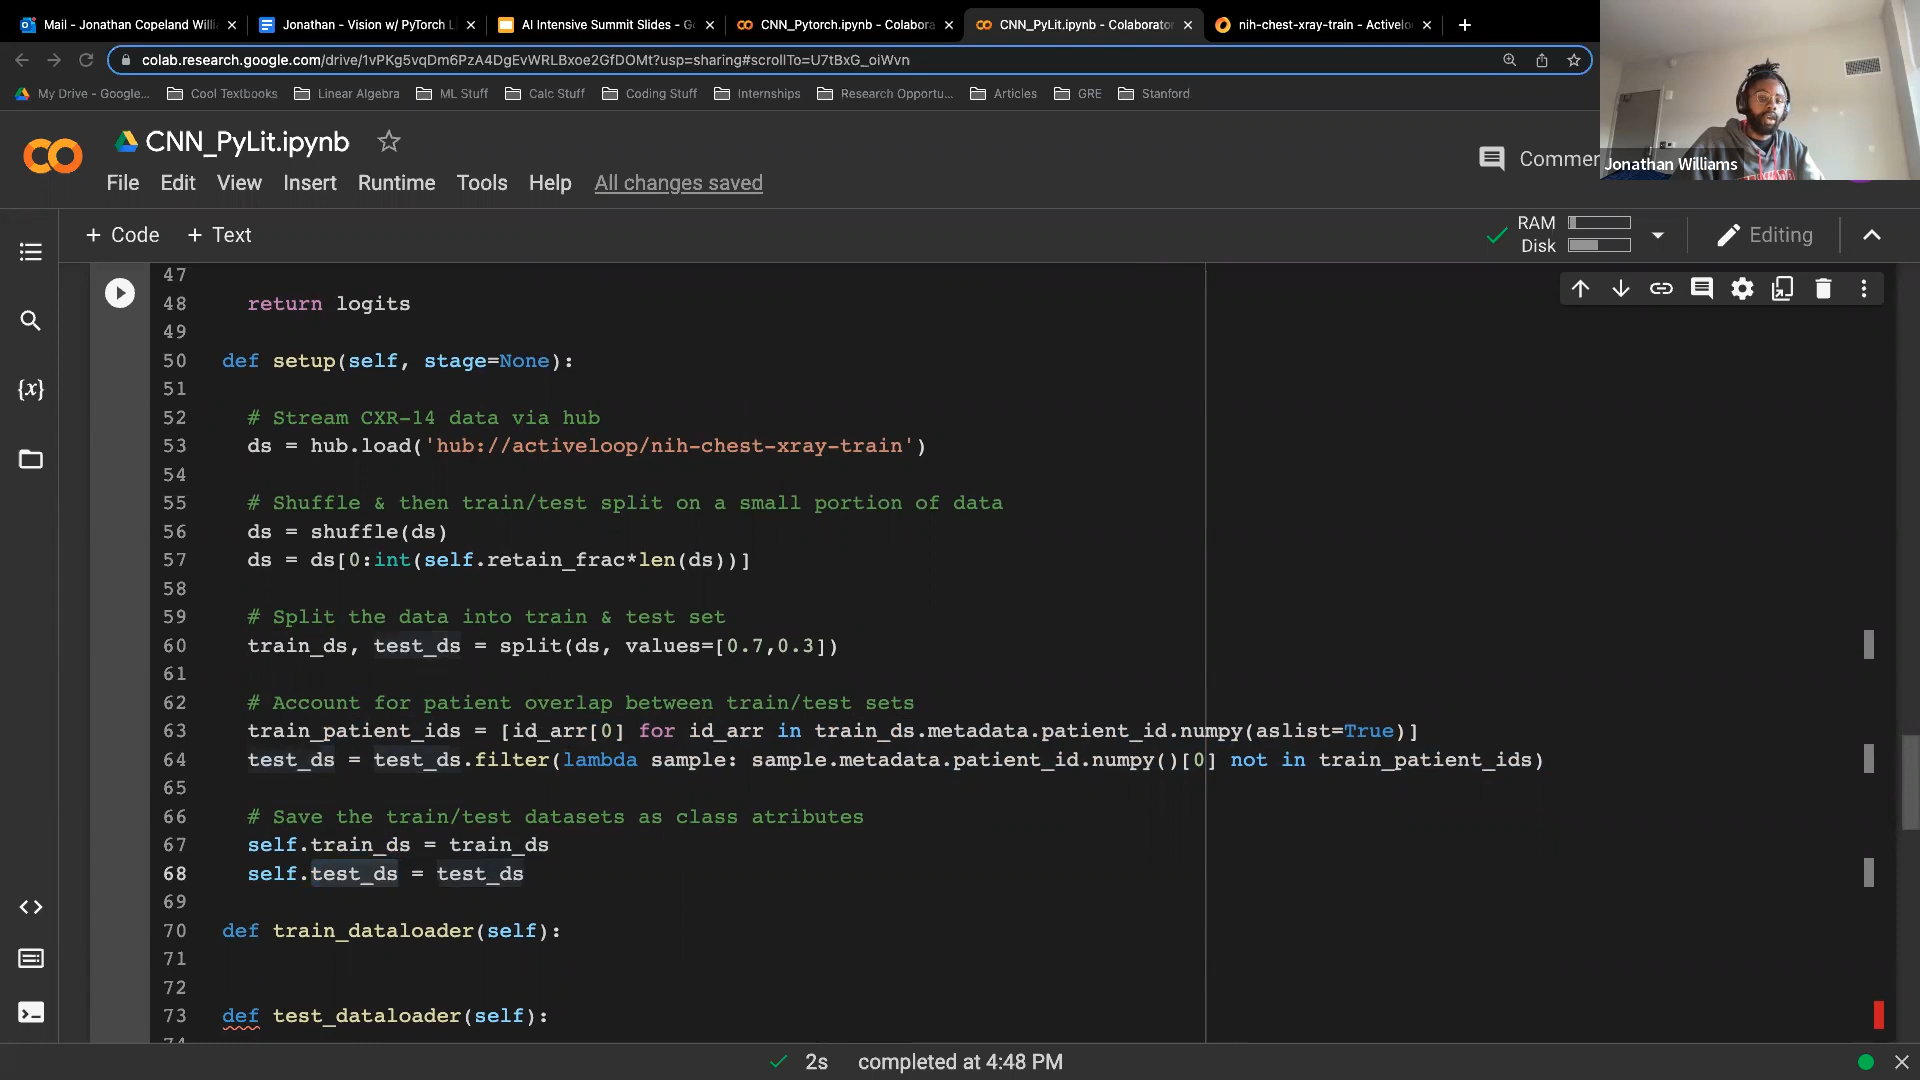 Mail - Jonathan Copeland Willi
Jonathan - Vision w/ PyTorch L
AI Intensive Summit Slides - Go
CNN_Pytorch.ipynb - Colabora
CNN_PyLit.ipynb - Colaborator
nih-chest-xray-train - Activelo
colab.research.google.com/drive/1vPKg5vqDm6PzA4DgEvWRLBxoe2GfDOMt?usp=sharing#scrollTo=U7tBxG_oiWvn
My Drive - Google...
Cool Textbooks
Linear Algebra
ML Stuff
Calc Stuff
Coding Stuff
Internships
Research Opportu...
Articles
GRE
Stanford
CNN_PyLit.ipynb
Commen
Jonathan Williams
File Edit View Insert Runtime Tools Help All changes saved
+ Code + Text
RAM
Disk
Editing
47
48 return logits
49
50 def setup(self, stage=None):
51
52 # Stream CXR-14 data via hub
53 ds = hub.load('hub://activeloop/nih-chest-xray-train')
54
55 # Shuffle & then train/test split on a small portion of data
56 ds = shuffle(ds)
57 ds = ds[0:int(self.retain_frac*len(ds))]
58
59 # Split the data into train & test set
60 train_ds, test_ds = split(ds, values=[0.7,0.3])
61
62 # Account for patient overlap between train/test sets
63 train_patient_ids = [id_arr[0] for id_arr in train_ds.metadata.patient_id.numpy(aslist=True)]
64 test_ds = test_ds.filter(lambda sample: sample.metadata.patient_id.numpy()[0] not in train_patient_ids)
65
66 # Save the train/test datasets as class atributes
67 self.train_ds = train_ds
68 self.test_ds = test_ds
69
70 def train_dataloader(self):
71
72
73 def test_dataloader(self):
74
2s completed at 4:48 PM